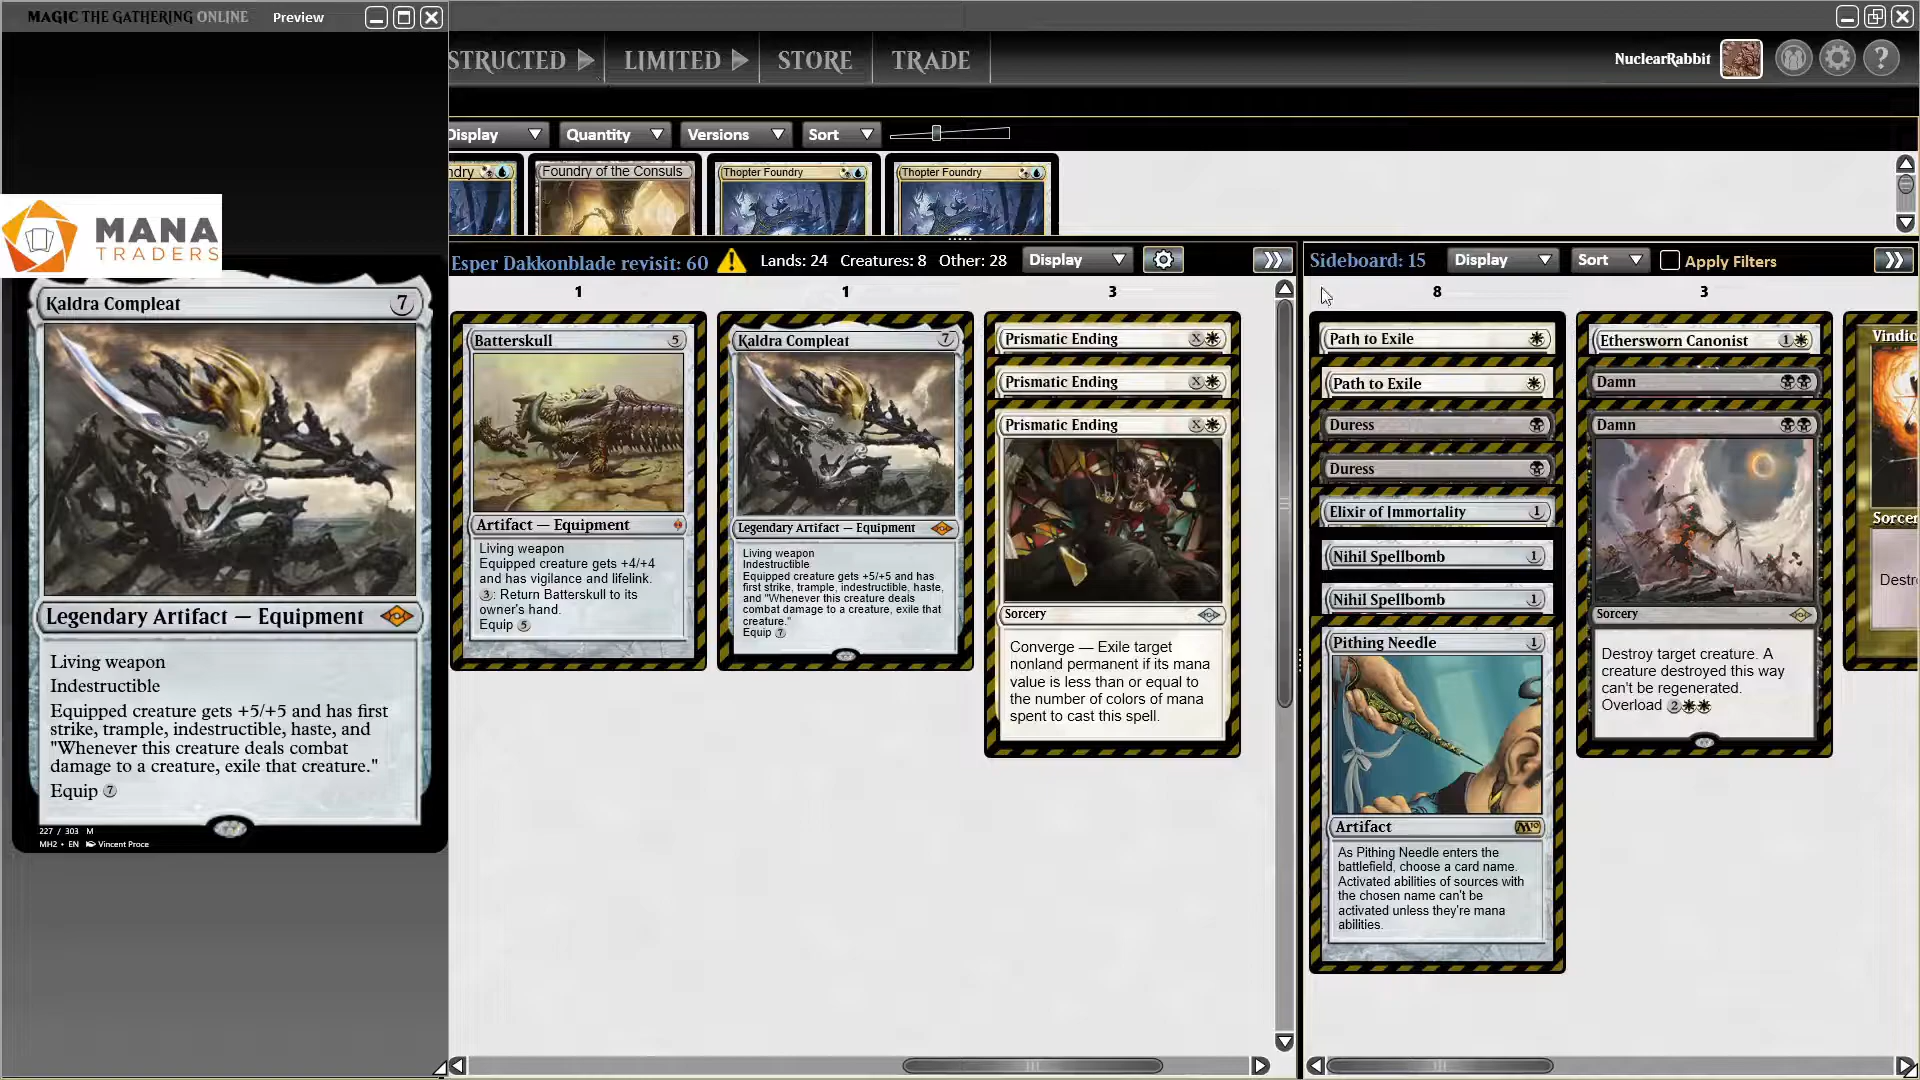 MAGIC THE GATHERING ONLINE Preview
STRUCTED LIMITED STORE TRADE
NuclearRabbit
?
Display Quantity Versions Sort
ndry Foundry of the Consuls Thopter Foundry Thopter Foundry
MANA
TRADERS
Kaldra Compleat 7
Legendary Artifact — Equipment
Living weapon
Indestructible
Equipped creature gets +5/+5 and has first
strike, trample, indestructible, haste, and
"Whenever this creature deals combat
damage to a creature, exile that creature."
Equip 7
227 / 303 M
MH2 • EN Vincent Proce
Esper Dakkonblade revisit: 60 Lands: 24 Creatures: 8 Other: 28 Display
1 1 3
Batterskull 5
Artifact — Equipment
Living weapon
Equipped creature gets +4/+4
and has vigilance and lifelink.
3: Return Batterskull to its
owner's hand.
Equip 5
Kaldra Compleat 7
Legendary Artifact — Equipment
Living weapon
Indestructible
Equipped creature gets +5/+5 and has
first strike, trample, indestructible, haste,
and "Whenever this creature deals
combat damage to a creature, exile that
creature."
Equip 7
Prismatic Ending X
Prismatic Ending X
Prismatic Ending X
Sorcery
Converge — Exile target
nonland permanent if its mana
value is less than or equal to
the number of colors of mana
spent to cast this spell.
Sideboard: 15 Display Sort Apply Filters
8 3
Path to Exile
Path to Exile
Duress
Duress
Elixir of Immortality 1
Nihil Spellbomb 1
Nihil Spellbomb 1
Pithing Needle 1
Artifact M10
As Pithing Needle enters the
battlefield, choose a card name.
Activated abilities of sources with
the chosen name can't be
activated unless they're mana
abilities.
Ethersworn Canonist 1
Damn
Damn
Sorcery
Destroy target creature. A
creature destroyed this way
can't be regenerated.
Overload 2
Vindic
Sorcer
Destr